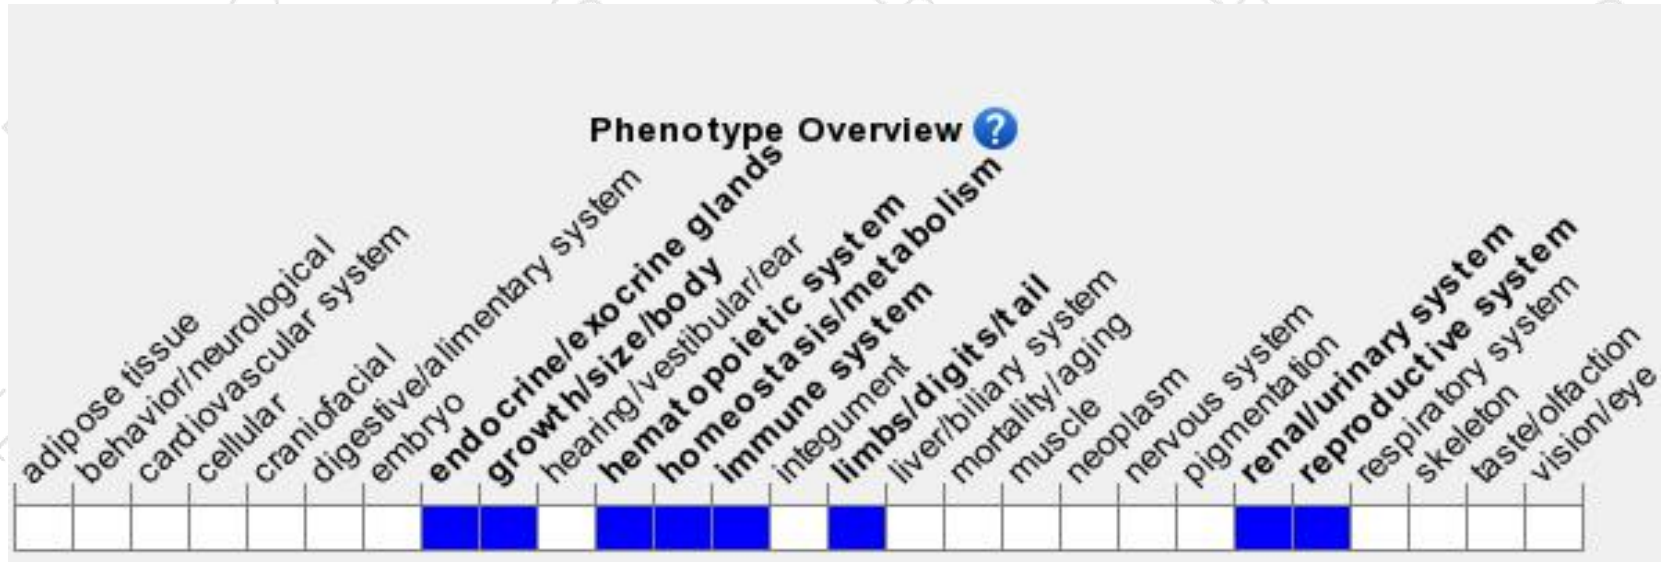 Phenotype Overview ?
adipose tissue
behavior/neurological
cardiovascular system
cellular
craniofacial
digestive/alimentary system
embryo
endocrine/exocrine glands
growth/size/body
hearing/vestibular/ear
hematopoietic system
homeostasis/metabolism
immune system
integument
limbs/digits/tail
liver/biliary system
mortality/aging
muscle
neoplasm
nervous system
pigmentation
renal/urinary system
reproductive system
respiratory system
skeleton
taste/olfaction
vision/eye